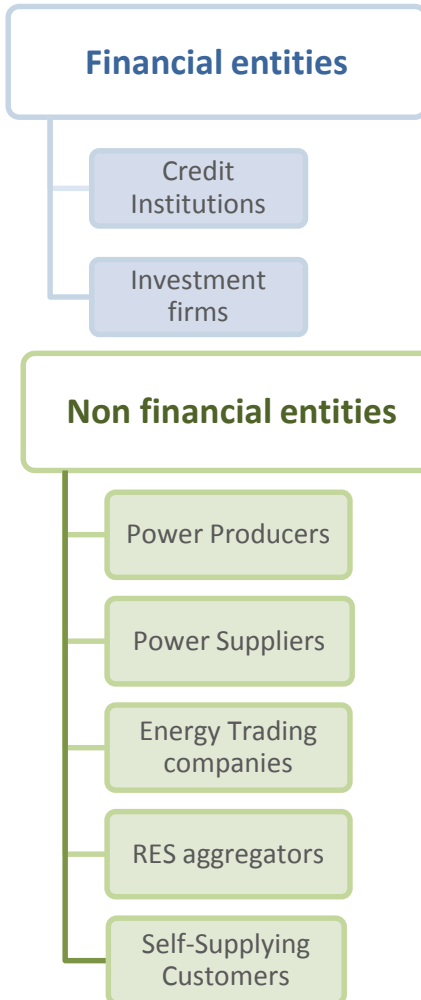 Financial entities
Credit
Institutions
Investment
firms
Non financial entities
Power Producers
Power Suppliers
Energy Trading
companies
RES aggregators
Self-Supplying
Customers